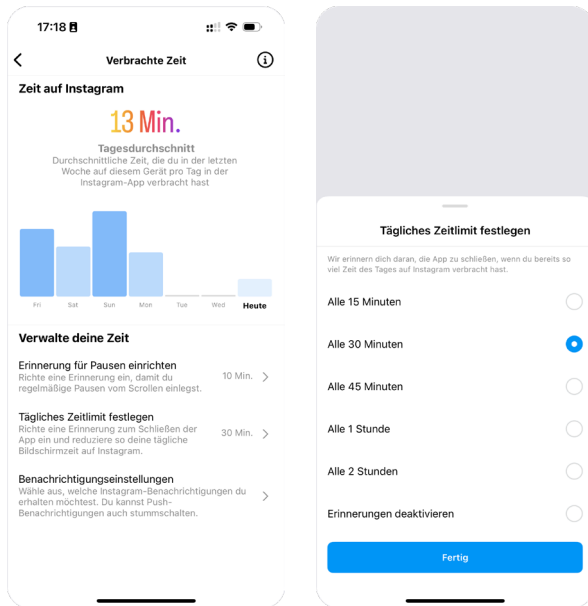 17:18
Verbrachte Zeit
Zeit auf Instagram
13 Min.
Tagesdurchschnitt
Durchschnittliche Zeit, die du in der letzten
Woche auf diesem Gerät pro Tag in der
Instagram-App verbracht hast
Fri Sat Sun Mon Tue Wed Heute
Verwalte deine Zeit
Erinnerung für Pausen einrichten
Richte eine Erinnerung ein, damit du
regelmäßige Pausen vom Scrollen einlegst.
10 Min.
Tägliches Zeitlimit festlegen
Richte eine Erinnerung zum Schließen der
App ein und reduziere so deine tägliche
Bildschirmzeit auf Instagram.
30 Min.
Benachrichtigungseinstellungen
Wähle aus, welche Instagram-Benachrichtigungen du
erhalten möchtest. Du kannst Push-
Benachrichtigungen auch stummschalten.
Tägliches Zeitlimit festlegen
Wir erinnern dich daran, die App zu schließen, wenn du bereits so
viel Zeit des Tages auf Instagram verbracht hast.
Alle 15 Minuten
Alle 30 Minuten
Alle 45 Minuten
Alle 1 Stunde
Alle 2 Stunden
Erinnerungen deaktivieren
Fertig